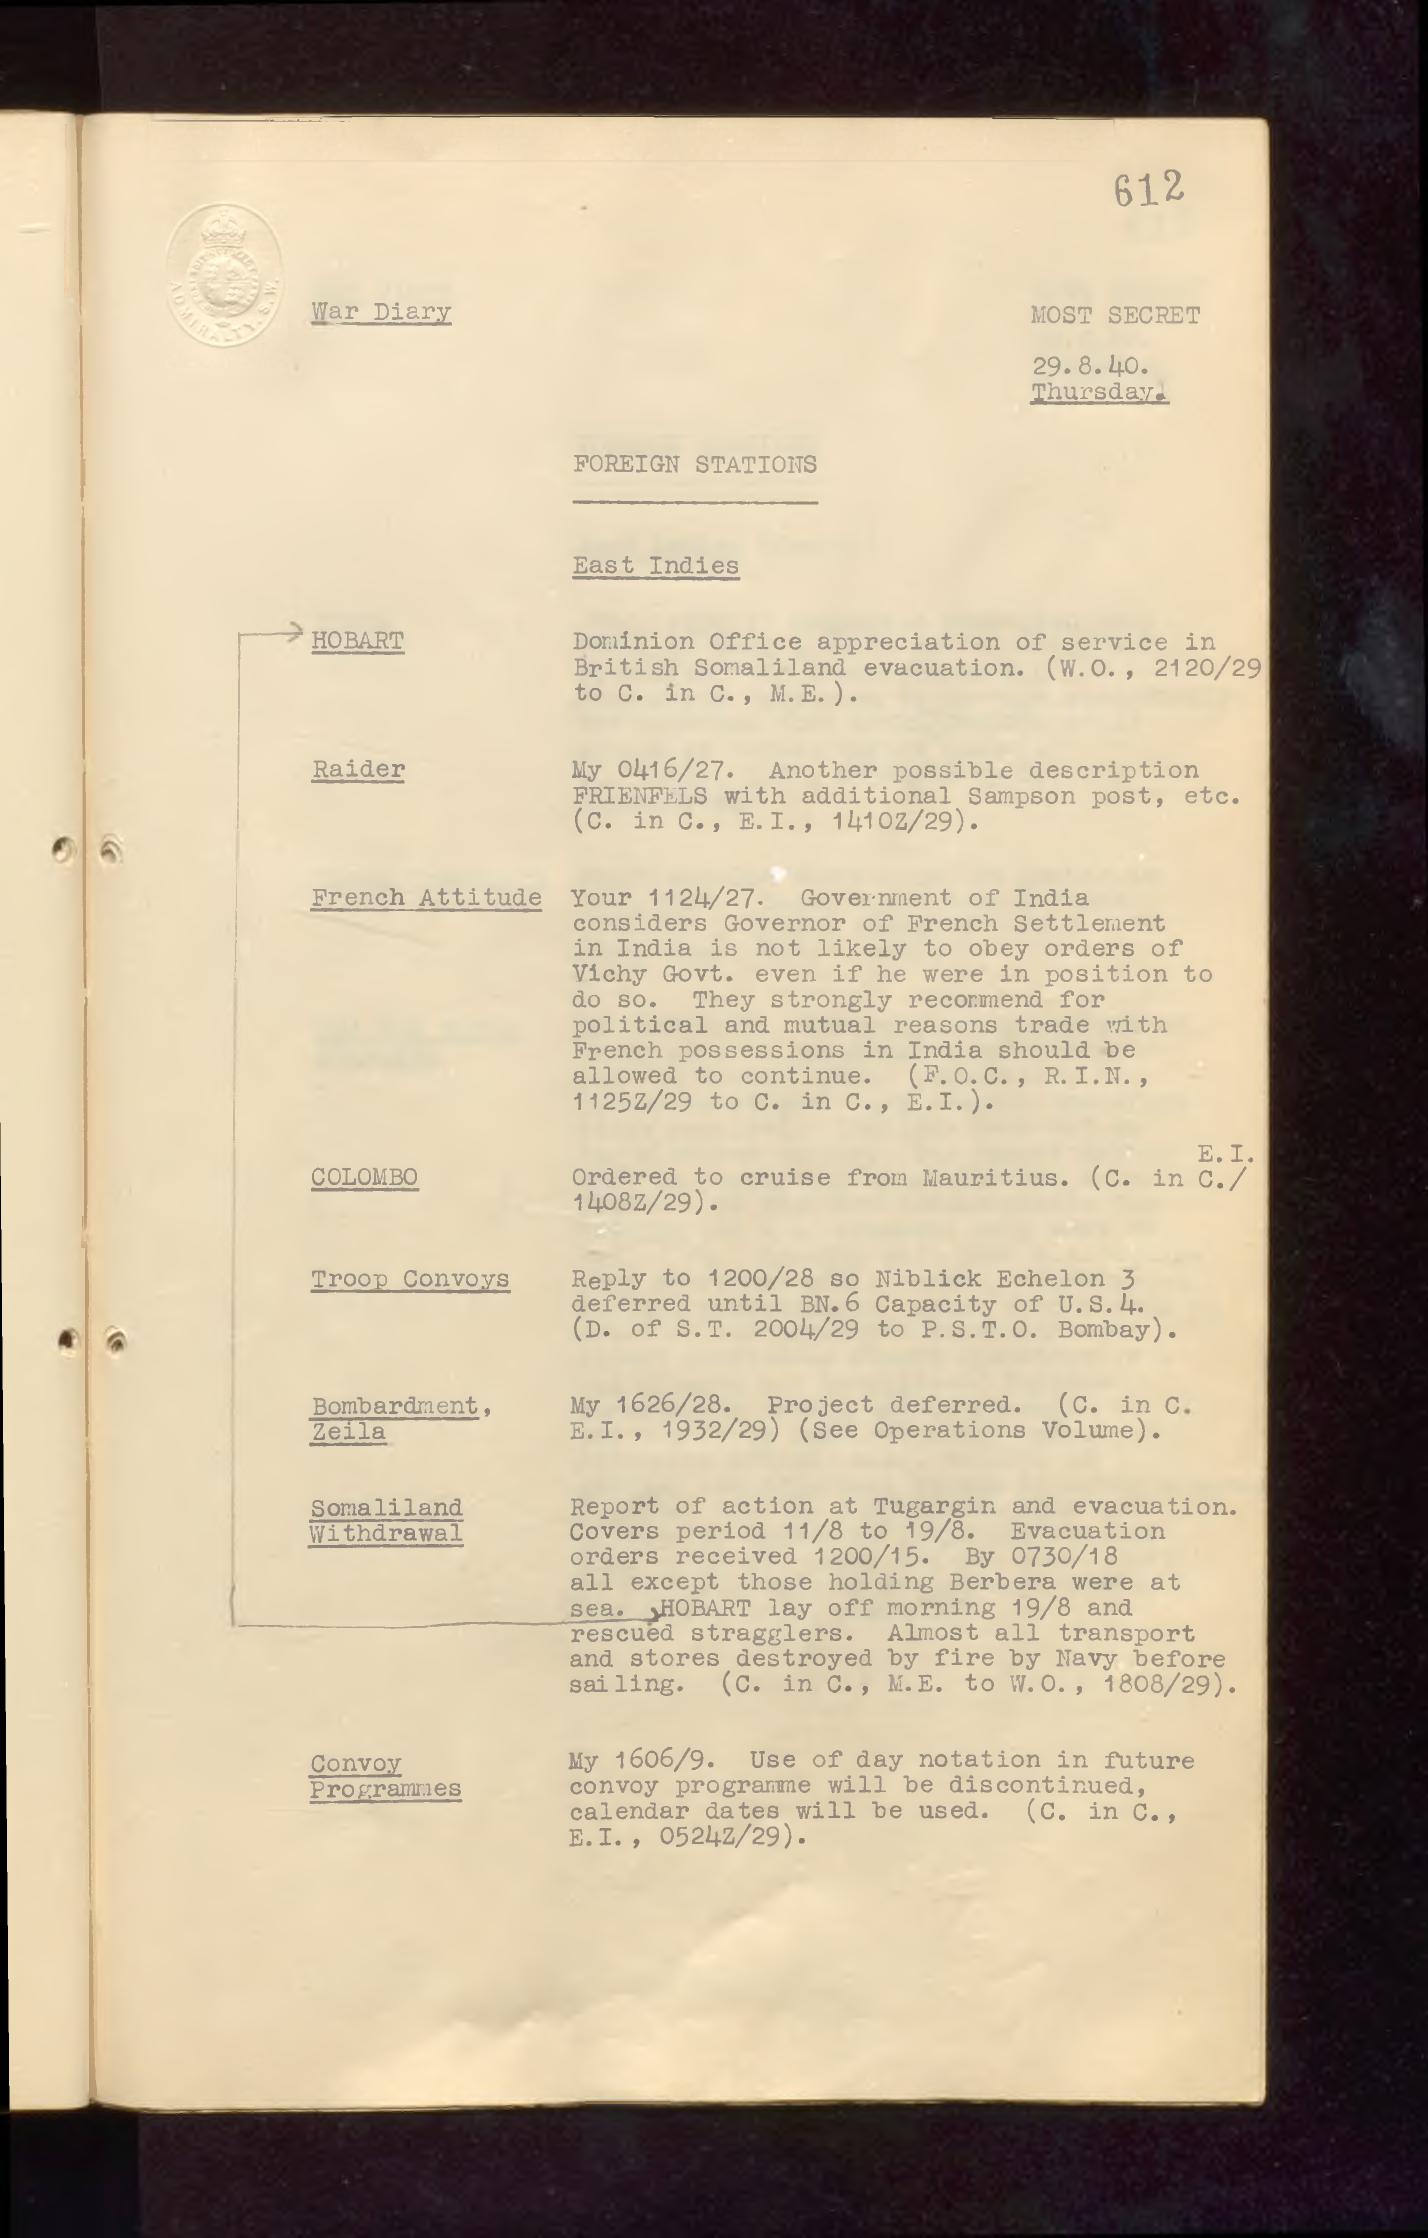 612
ADMIRALTY. S.W.
War Diary
MOST SECRET
29.8.40.
Thursday.
FOREIGN STATIONS
East Indies
HOBART
Dominion Office appreciation of service in
British Somaliland evacuation. (W.O., 2120/29
to C. in C., M.E.).
Raider
My 0416/27. Another possible description
FRIENFELS with additional Sampson post, etc.
(C. in C., E.I., 1410Z/29).
French Attitude
Your 1124/27. Government of India
considers Governor of French Settlement
in India is not likely to obey orders of
Vichy Govt. even if he were in position to
do so. They strongly recommend for
political and mutual reasons trade with
French possessions in India should be
allowed to continue. (F.O.C., R.I.N.,
1125Z/29 to C. in C., E.I.).
COLOMBO
E.I.
Ordered to cruise from Mauritius. (C. in C./
1408Z/29).
Troop Convoys
Reply to 1200/28 so Niblick Echelon 3
deferred until BN.6 Capacity of U.S.4.
(D. of S.T. 2004/29 to P.S.T.O. Bombay).
Bombardment,
Zeila
My 1626/28. Project deferred. (C. in C.
E.I., 1932/29) (See Operations Volume).
Somaliland
Withdrawal
Report of action at Tugargin and evacuation.
Covers period 11/8 to 19/8. Evacuation
orders received 1200/15. By 0730/18
all except those holding Berbera were at
sea. HOBART lay off morning 19/8 and
rescued stragglers. Almost all transport
and stores destroyed by fire by Navy before
sailing. (C. in C., M.E. to W.O., 1808/29).
Convoy
Programmes
My 1606/9. Use of day notation in future
convoy programme will be discontinued,
calendar dates will be used. (C. in C.,
E.I., 0524Z/29).